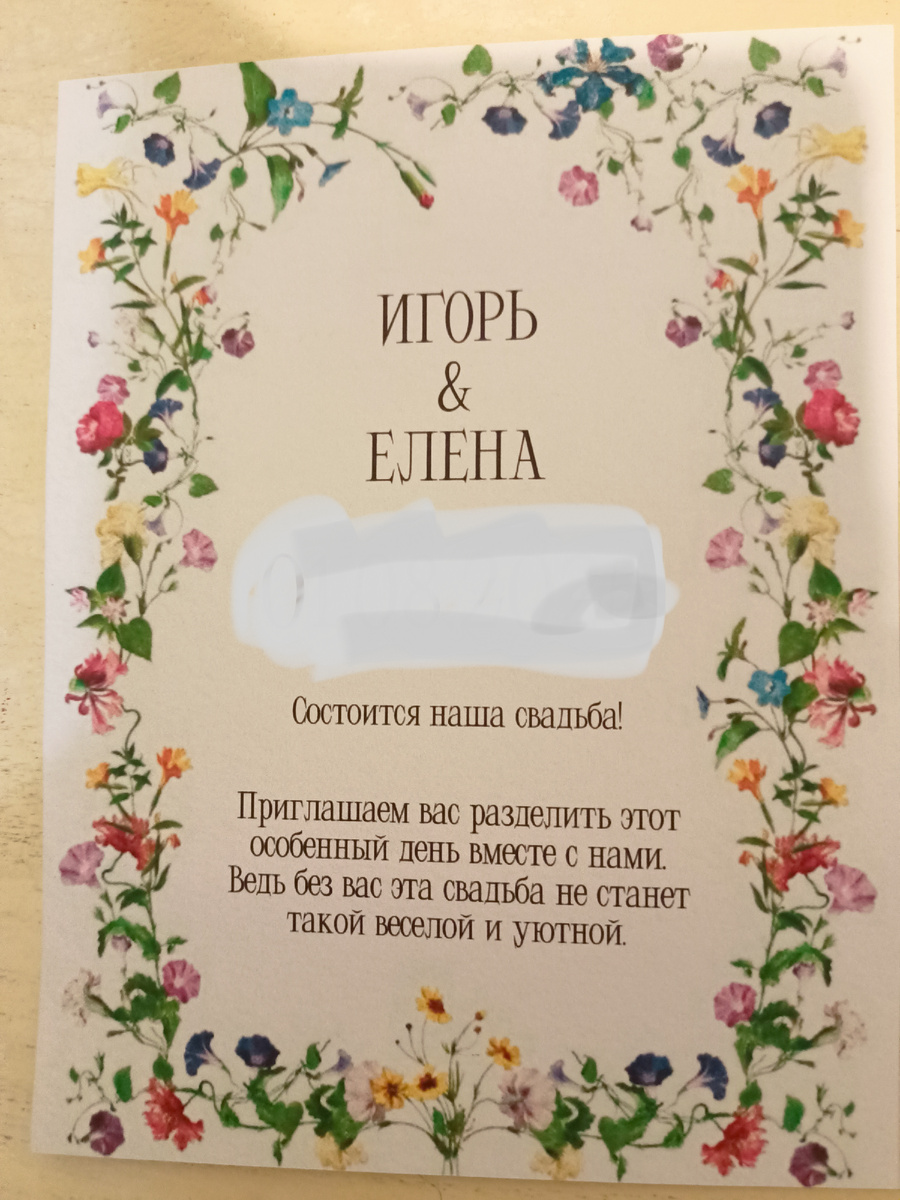 ИГОРЬ
&
ЕЛЕНА
Состоится наша свадьба!
Приглашаем вас разделить этот
особенный день вместе с нами.
Ведь без вас эта свадьба не станет
такой веселой и уютной.